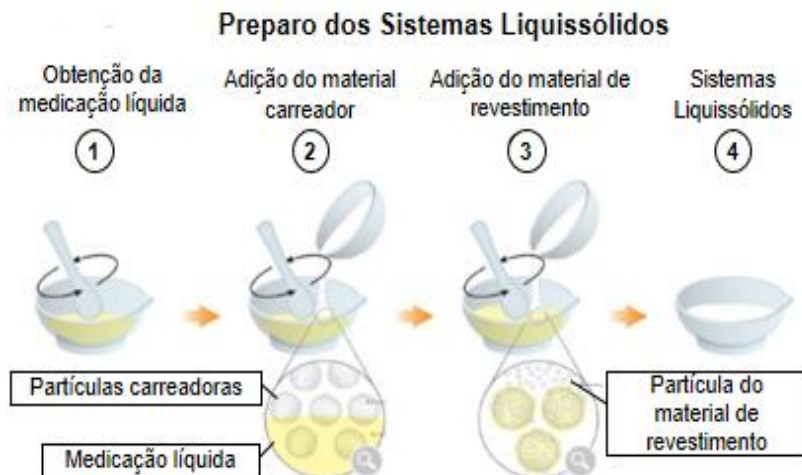 Preparo dos Sistemas Liquissólidos
Obtenção da
medicação líquida
1
Adição do material
carreador
2
Adição do material de
revestimento
3
Sistemas
Liquissólidos
4
Partículas carreadoras
Medicação líquida
Partícula do
material de
revestimento